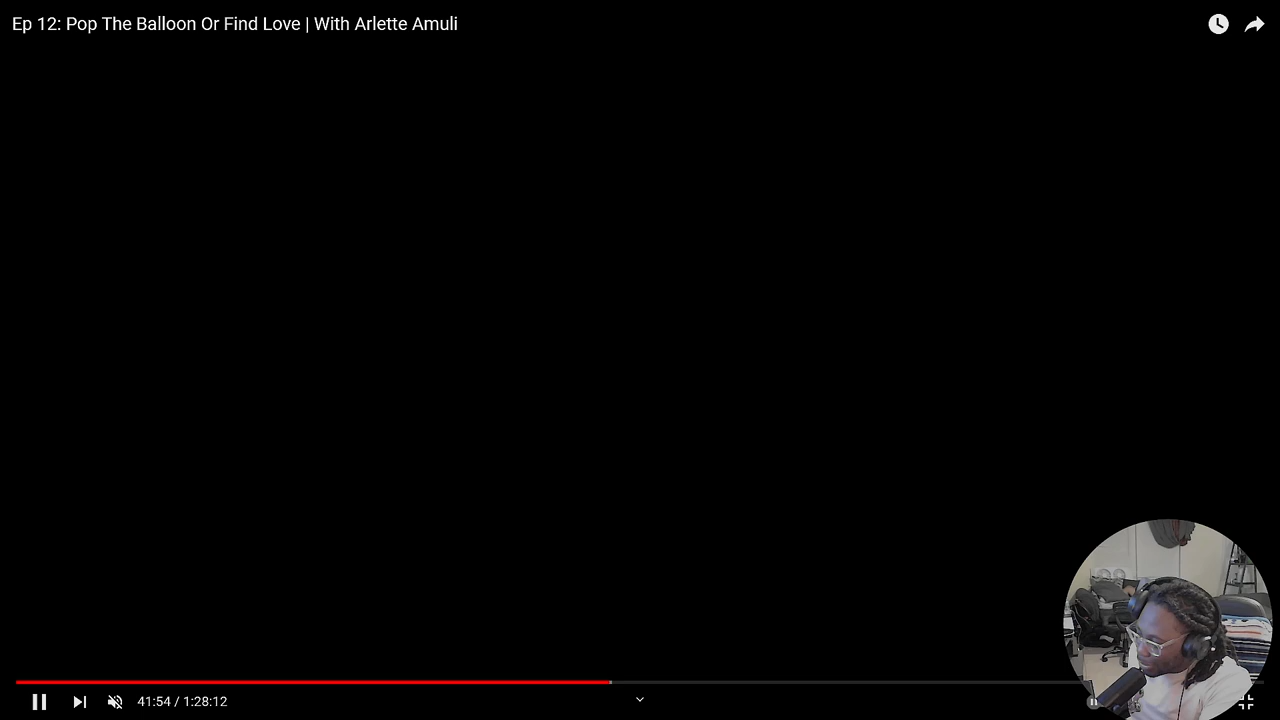 Ep 12: Pop The Balloon Or Find Love | With Arlette Amuli
41:54 / 1:28:12